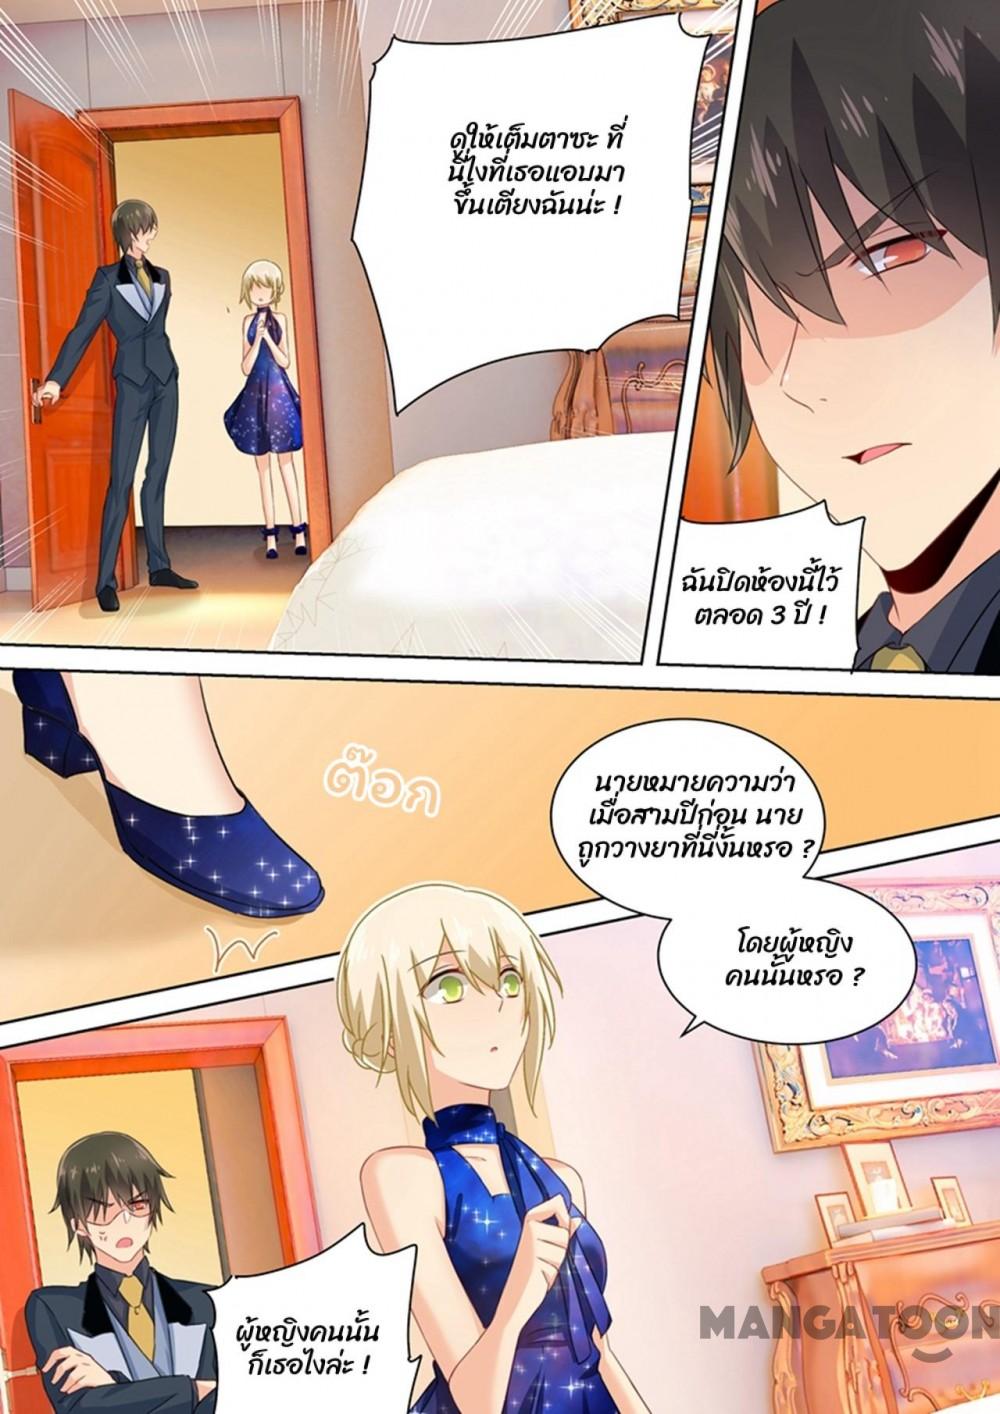 ดูให้เต็มตาซะ ที่
นี่ไงที่เธอแอบมา
ขึ้นเตียงฉันน่ะ !
ฉันปิดห้องนี้ไว้
ตลอด 3 ปี !
ต๊อก
นายหมายความว่า
เมื่อสามปีก่อน นาย
ถูกวางยาที่นี่งั้นหรอ ?
โดยผู้หญิง
คนนั้นหรอ ?
ผู้หญิงคนนั้น
ก็เธอไงล่ะ !
MANGATOON